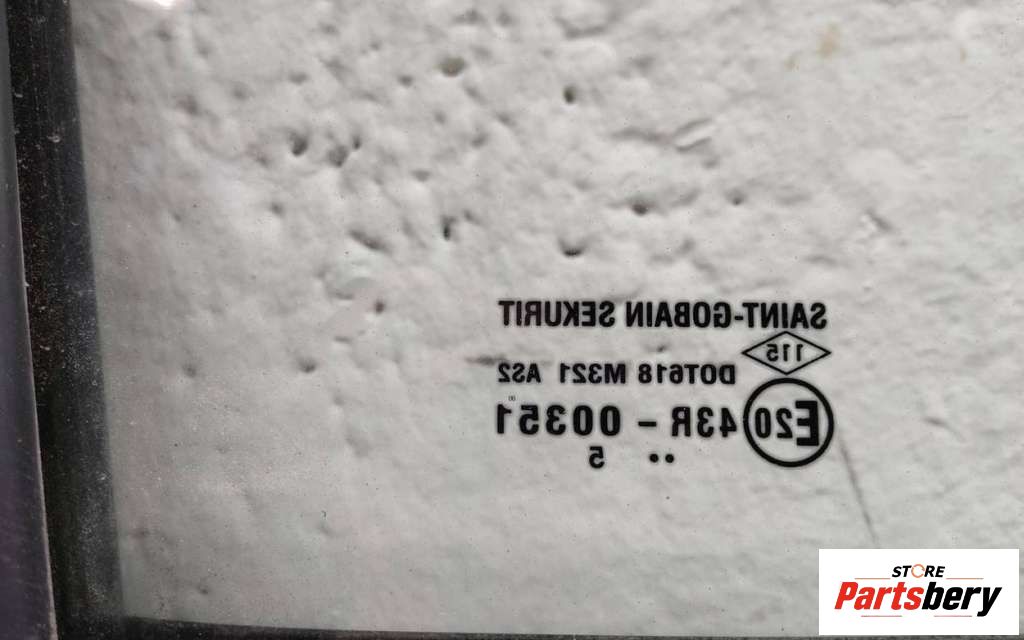 SAINT-GOBAIN SEKURIT
115
DOT618 M321 AS2
E20 43R - 00351
.. 5
STORE
Partsbery